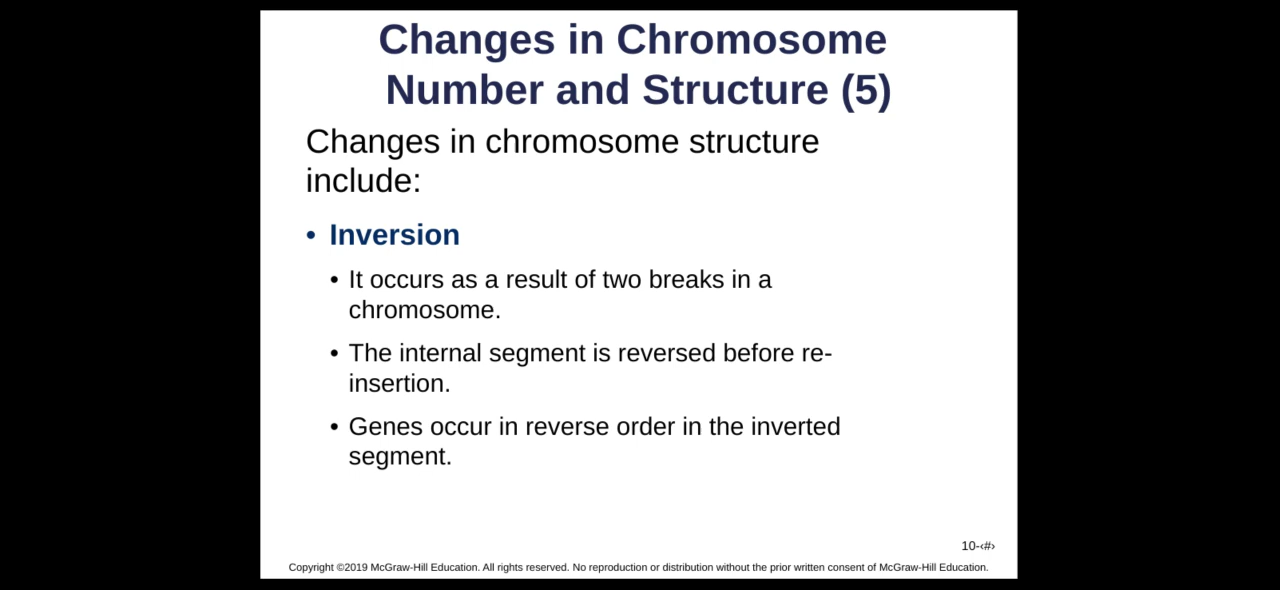 Changes in Chromosome
Number and Structure (5)
Changes in chromosome structure
include:
• Inversion
• It occurs as a result of two breaks in a
chromosome.
• The internal segment is reversed before re-
insertion.
• Genes occur in reverse order in the inverted
segment.
10-‹#›
Copyright ©2019 McGraw-Hill Education. All rights reserved. No reproduction or distribution without the prior written consent of McGraw-Hill Education.